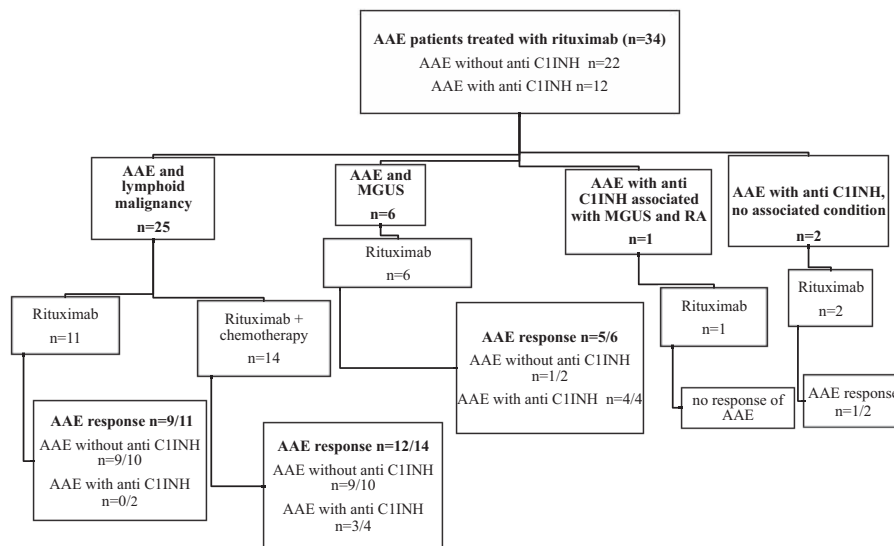 AAE patients treated with rituximab (n=34)
AAE without anti C1INH n=22
AAE with anti C1INH n=12
AAE and
lymphoid
malignancy
n=25
AAE and
MGUS
n=6
AAE with anti
C1INH associated
with MGUS and RA
n=1
AAE with anti C1INH,
no associated condition
n=2
Rituximab
n=11
Rituximab +
chemotherapy
n=14
Rituximab
n=6
Rituximab
n=1
Rituximab
n=2
AAE response n=9/11
AAE without anti C1INH
n=9/10
AAE with anti C1INH
n=0/2
AAE response n=12/14
AAE without anti C1INH
n=9/10
AAE with anti C1INH
n=3/4
AAE response n=5/6
AAE without anti C1INH
n=1/2
AAE with anti C1INH n=4/4
no response of
AAE
AAE response
n=1/2